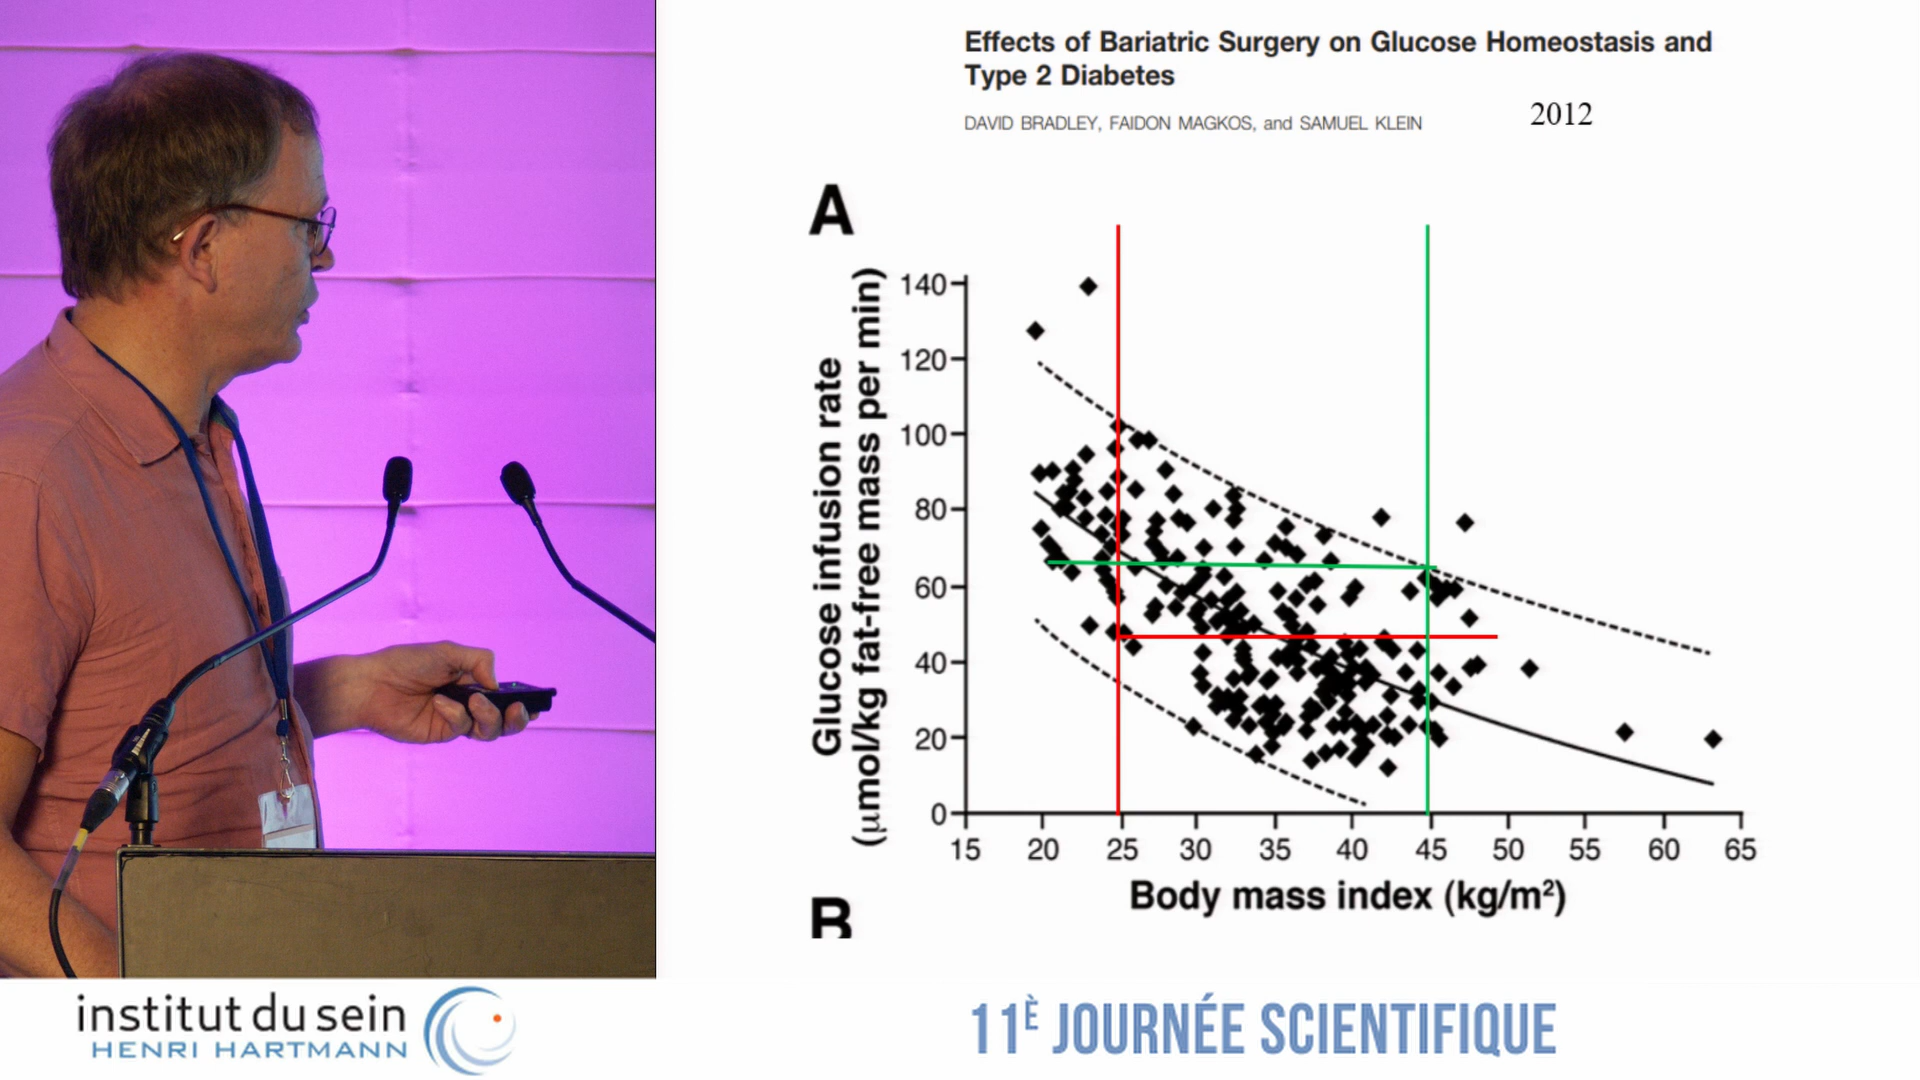 Effects of Bariatric Surgery on Glucose Homeostasis and
Type 2 Diabetes
DAVID BRADLEY, FAIDON MAGKOS, and SAMUEL KLEIN
2012
A
Glucose infusion rate
(μmol/kg fat-free mass per min)
140
120
100
80
60
40
20
0
15 20 25 30 35 40 45 50 55 60 65
Body mass index (kg/m²)
B
institut du sein
HENRI HARTMANN
11È JOURNÉE SCIENTIFIQUE